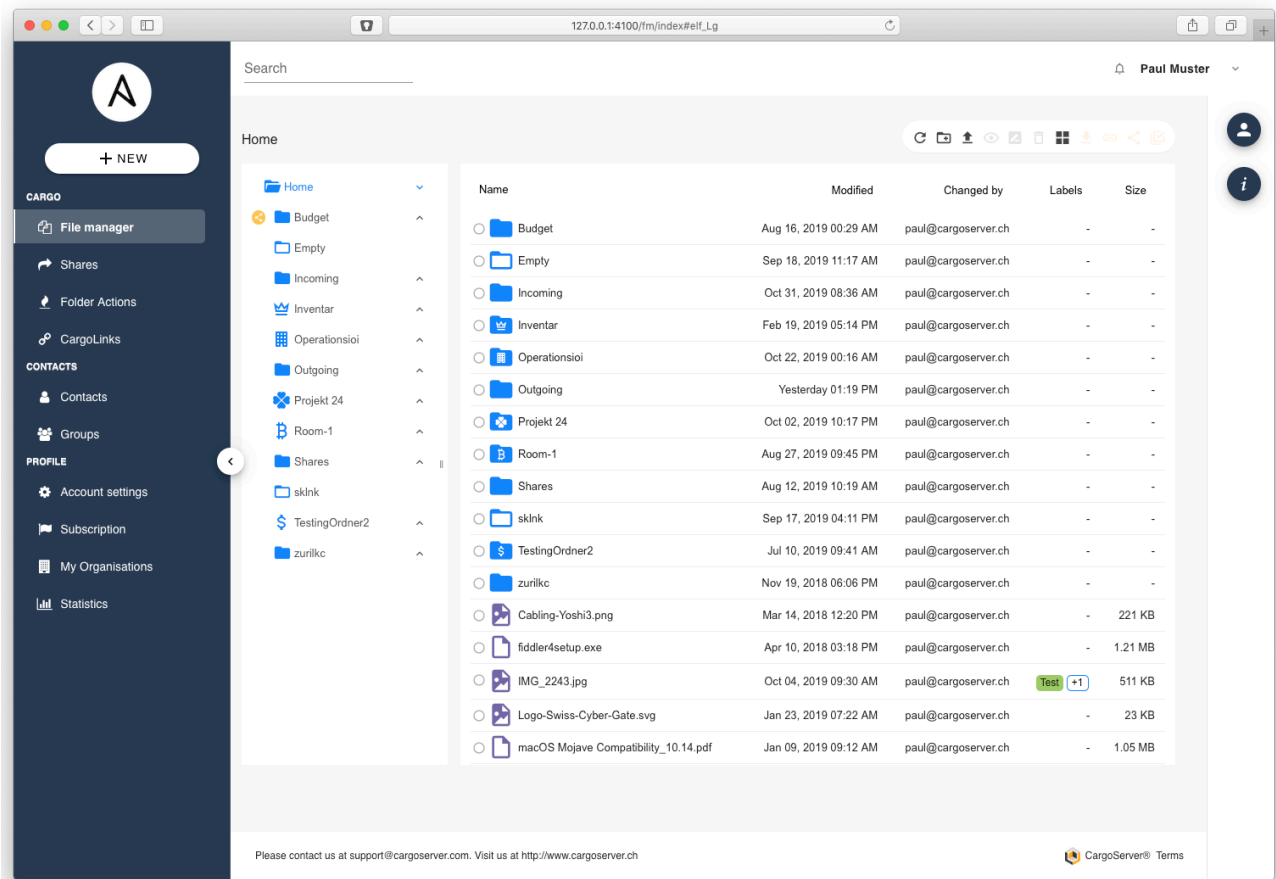 127.0.0.1:4100/fm/index#elf_Lg
Search
Paul Muster
NEW
CARGO
File manager
Shares
Folder Actions
CargoLinks
CONTACTS
Contacts
Groups
PROFILE
Account settings
Subscription
My Organisations
Statistics
Home
Home
Budget
Empty
Incoming
Inventar
Operationsioi
Outgoing
Projekt 24
Room-1
Shares
sklnk
TestingOrdner2
zurilkc
Name Modified Changed by Labels Size
Budget Aug 16, 2019 00:29 AM paul@cargoserver.ch - -
Empty Sep 18, 2019 11:17 AM paul@cargoserver.ch - -
Incoming Oct 31, 2019 08:36 AM paul@cargoserver.ch - -
Inventar Feb 19, 2019 05:14 PM paul@cargoserver.ch - -
Operationsioi Oct 22, 2019 00:16 AM paul@cargoserver.ch - -
Outgoing Yesterday 01:19 PM paul@cargoserver.ch - -
Projekt 24 Oct 02, 2019 10:17 PM paul@cargoserver.ch - -
Room-1 Aug 27, 2019 09:45 PM paul@cargoserver.ch - -
Shares Aug 12, 2019 10:19 AM paul@cargoserver.ch - -
sklnk Sep 17, 2019 04:11 PM paul@cargoserver.ch - -
TestingOrdner2 Jul 10, 2019 09:41 AM paul@cargoserver.ch - -
zurilkc Nov 19, 2018 06:06 PM paul@cargoserver.ch - -
Cabling-Yoshi3.png Mar 14, 2018 12:20 PM paul@cargoserver.ch - 221 KB
fiddler4setup.exe Apr 10, 2018 03:18 PM paul@cargoserver.ch - 1.21 MB
IMG_2243.jpg Oct 04, 2019 09:30 AM paul@cargoserver.ch Test +1 511 KB
Logo-Swiss-Cyber-Gate.svg Jan 23, 2019 07:22 AM paul@cargoserver.ch - 23 KB
macOS Mojave Compatibility_10.14.pdf Jan 09, 2019 09:12 AM paul@cargoserver.ch - 1.05 MB
Please contact us at support@cargoserver.com. Visit us at http://www.cargoserver.ch
CargoServer® Terms